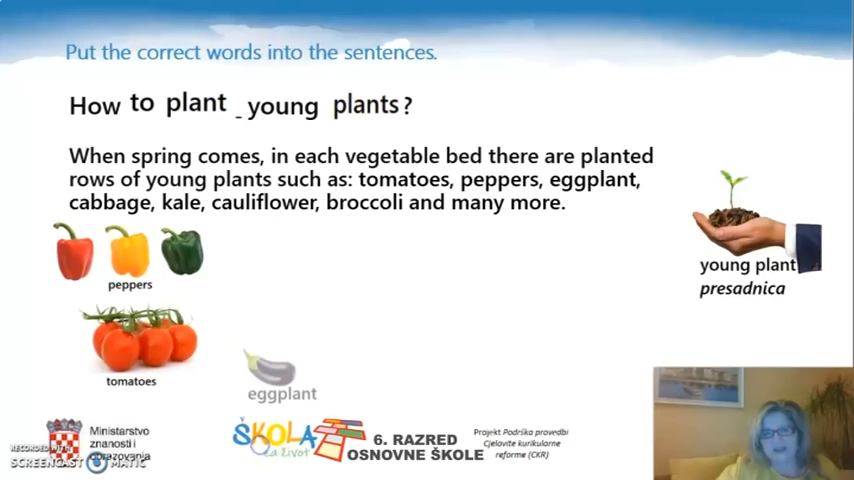 Put the correct words into the sentences.
How to plant _ young plants?
When spring comes, in each vegetable bed there are planted
rows of young plants such as: tomatoes, peppers, eggplant,
cabbage, kale, cauliflower, broccoli and many more.
young plant
presadnica
peppers
tomatoes
eggplant
Ministarstvo
znanosti i
obrazovanja
RECORDED WITH
SCREENCAST MATIC
ŠKOLA
za život
6. RAZRED
OSNOVNE ŠKOLE
Projekt Podrška provedbi
Cjelovite kurikularne
reforme (CKR)